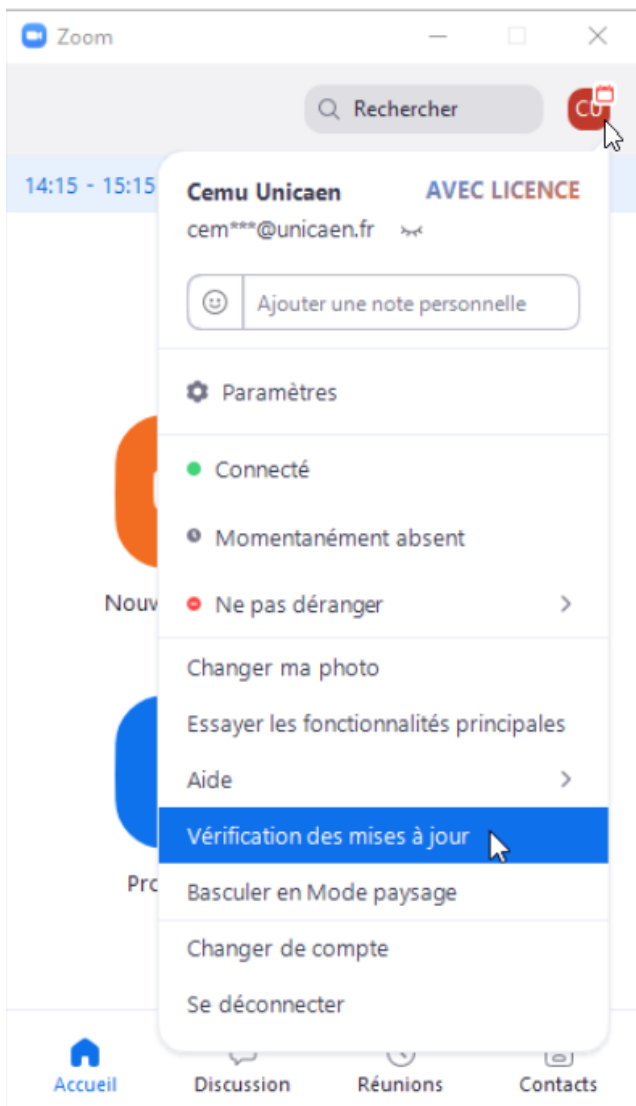 Zoom
Rechercher
CU
14:15 - 15:15
Cemu Unicaen
AVEC LICENCE
cem***@unicaen.fr
Ajouter une note personnelle
Paramètres
Connecté
Momentanément absent
Nouv
Ne pas déranger
Changer ma photo
Essayer les fonctionnalités principales
Aide
Vérification des mises à jour
Pro
Basculer en Mode paysage
Changer de compte
Se déconnecter
Accueil
Discussion
Réunions
Contacts